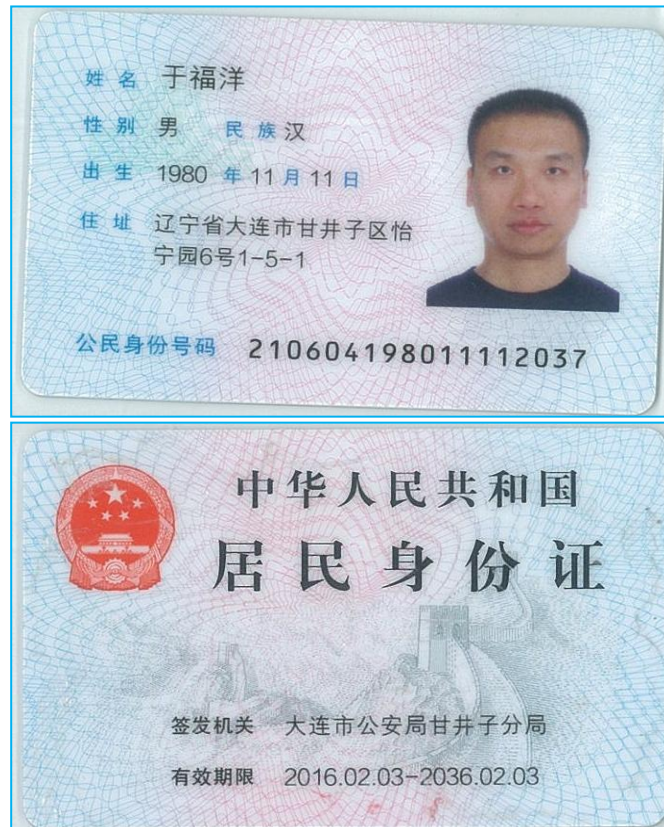 姓名 于福洋
性别 男 民族 汉
出生 1980 年 11 月 11 日
住址 辽宁省大连市甘井子区怡
宁园6号1-5-1
公民身份号码 210604198011112037
中华人民共和国
居民身份证
签发机关 大连市公安局甘井子分局
有效期限 2016.02.03-2036.02.03